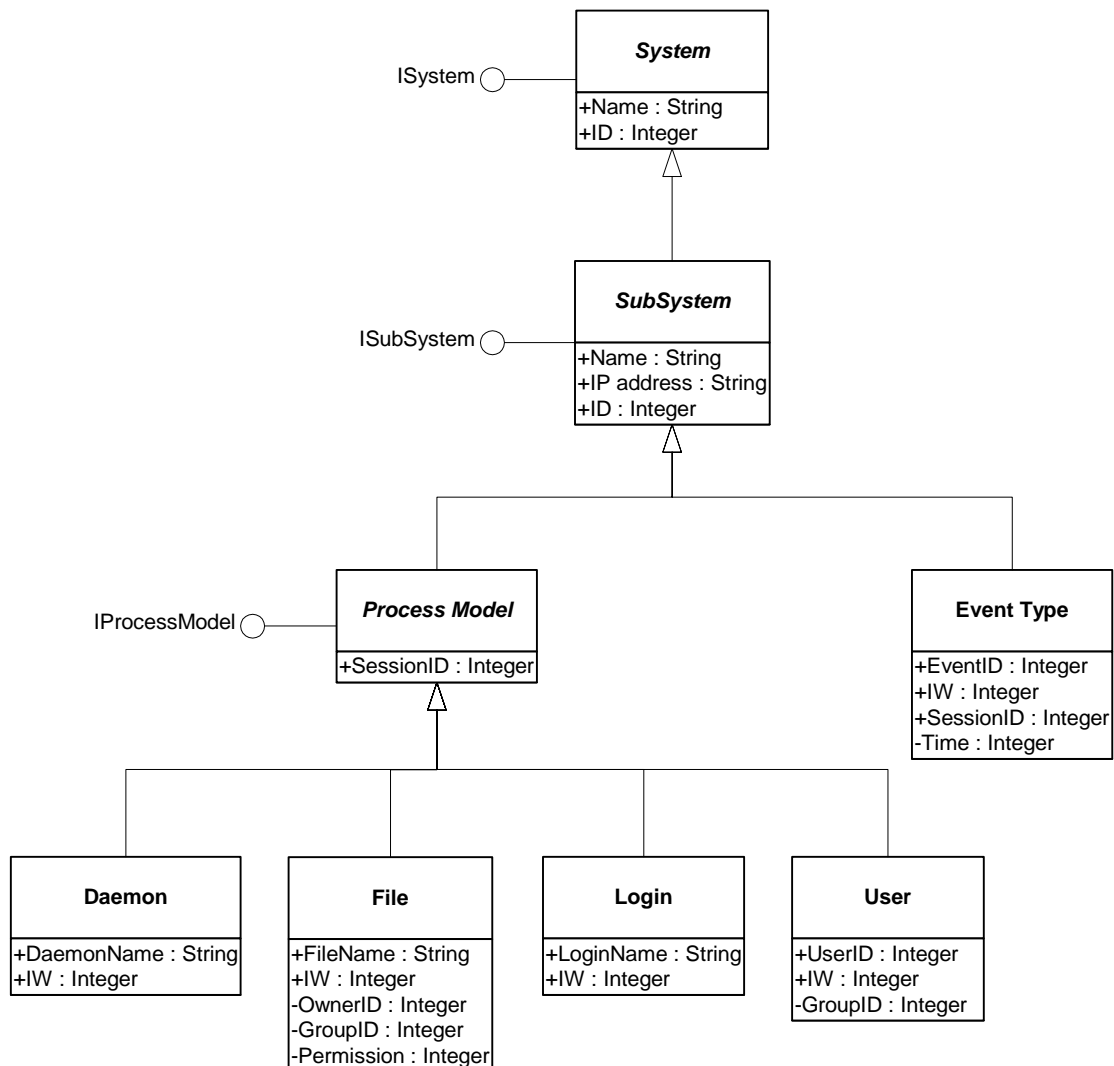 System
ISystem
+Name : String
+ID : Integer
SubSystem
ISubSystem
+Name : String
+IP address : String
+ID : Integer
Process Model
IProcessModel
+SessionID : Integer
Event Type
+EventID : Integer
+IW : Integer
+SessionID : Integer
-Time : Integer
Daemon
+DaemonName : String
+IW : Integer
File
+FileName : String
+IW : Integer
-OwnerID : Integer
-GroupID : Integer
-Permission : Integer
Login
+LoginName : String
+IW : Integer
User
+UserID : Integer
+IW : Integer
-GroupID : Integer